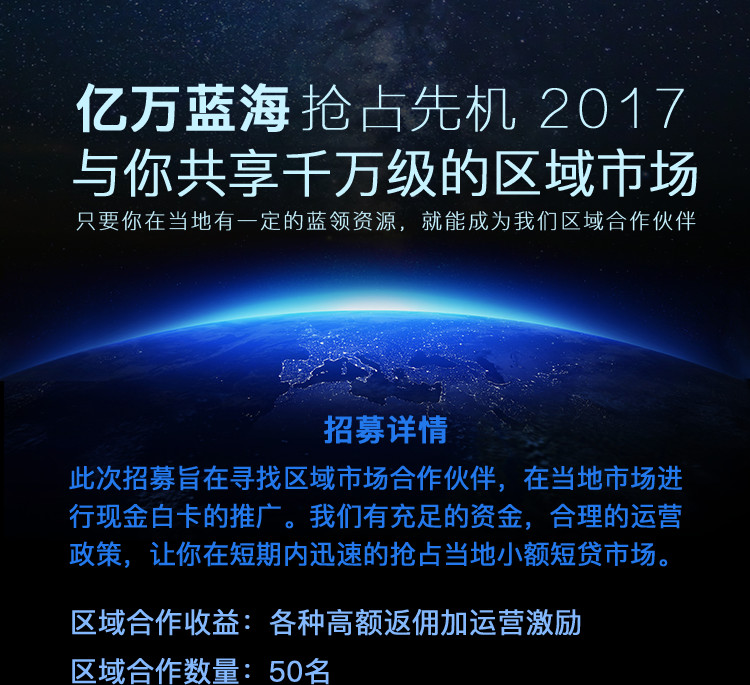 亿万蓝海 抢占先机 2017
与你共享千万级的区域市场
只要你在当地有一定的蓝领资源，就能成为我们区域合作伙伴
招募详情
此次招募旨在寻找区域市场合作伙伴，在当地市场进
行现金白卡的推广。我们有充足的资金，合理的运营
政策，让你在短期内迅速的抢占当地小额短贷市场。
区域合作收益：各种高额返佣加运营激励
区域合作数量：50名